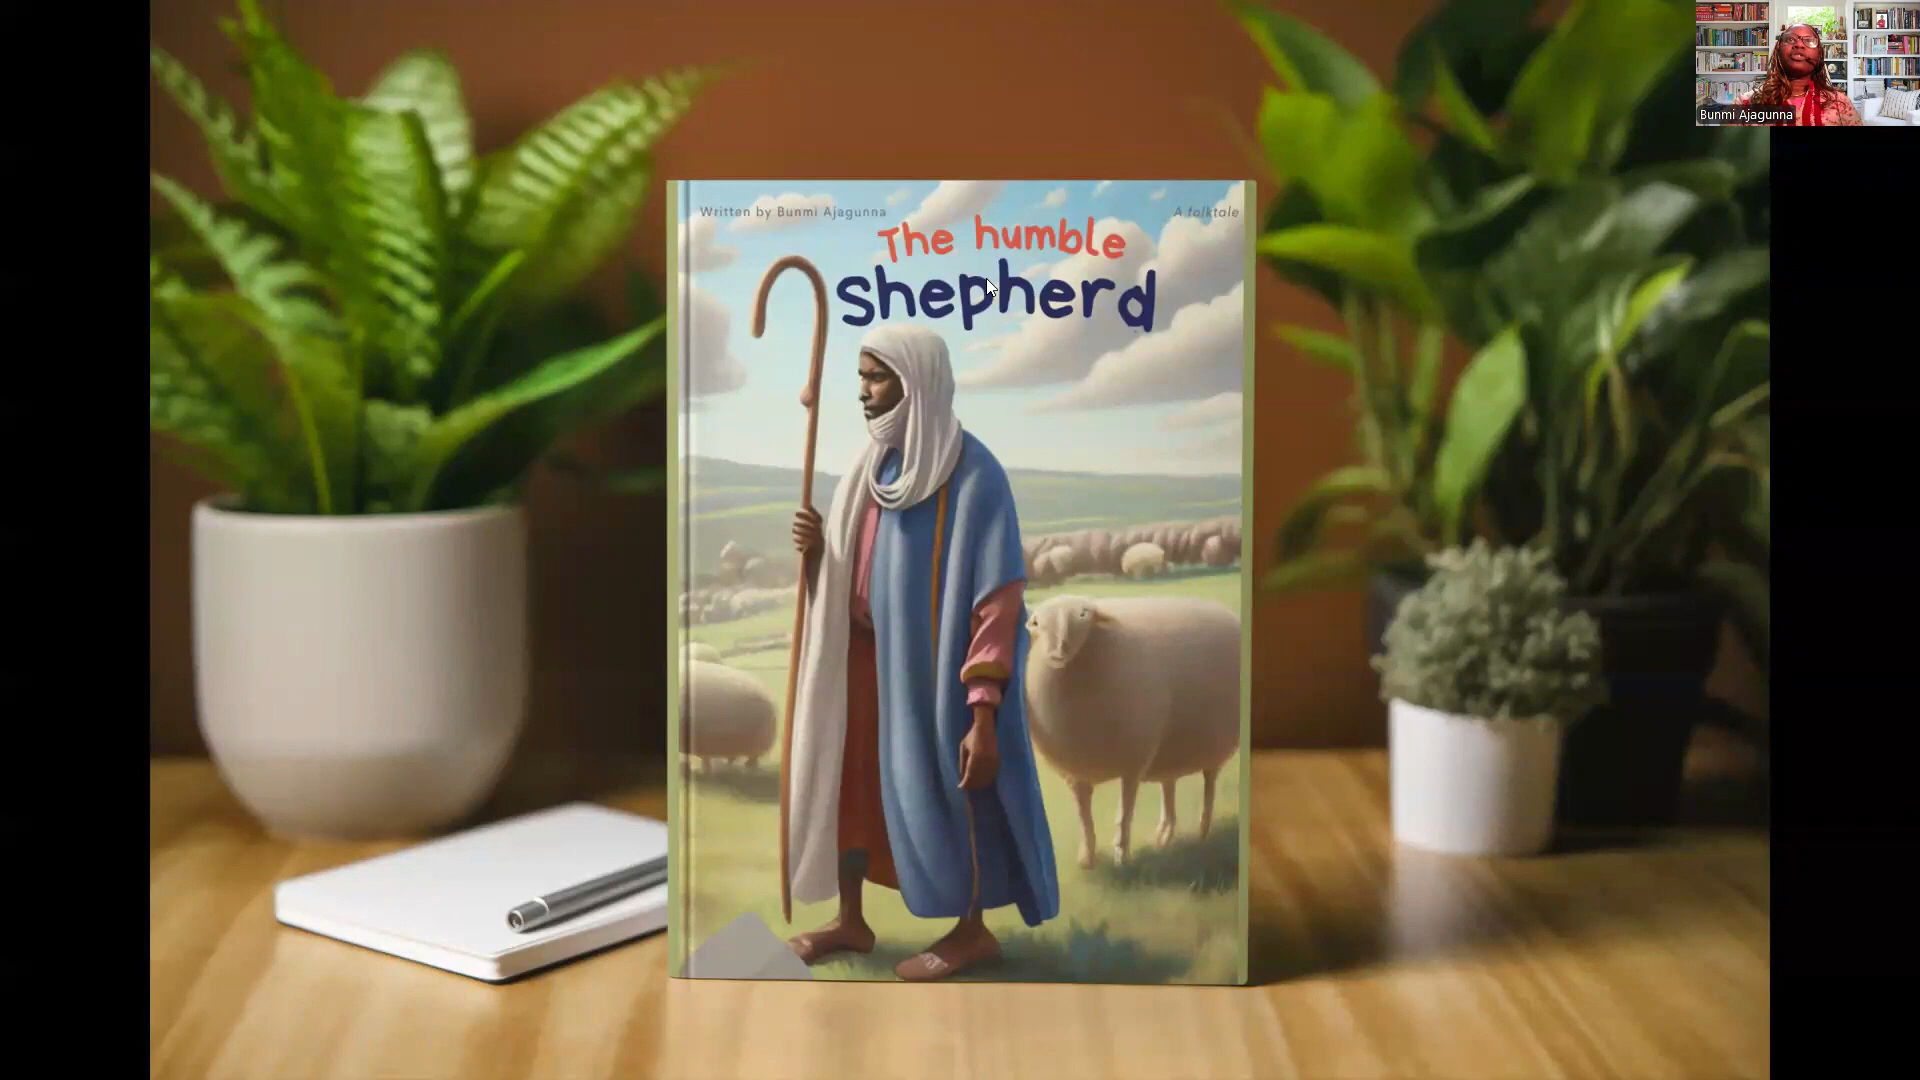 Written by Bunmi Ajagunna
A folktale
The humble
Shepherd
Bunmi Ajagunna